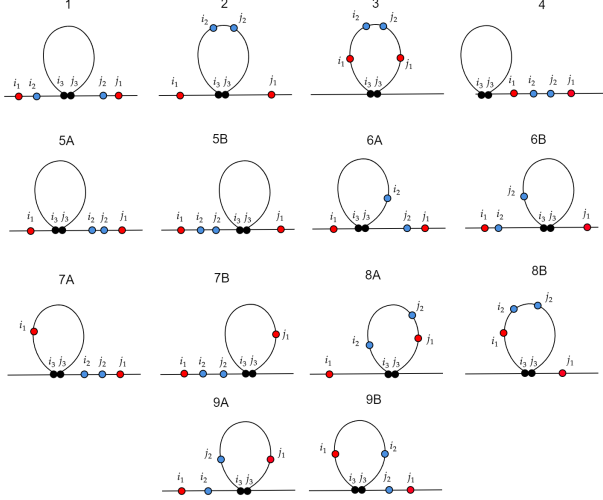 1 2 3 4
i₁ i₂ i₃ j₃ j₂ j₁ i₁ i₂ j₂ i₃ j₃ j₁ i₁ i₂ j₂ i₃ j₃ j₁ i₃ j₃ i₁ i₂ j₂ j₁
5A 5B 6A 6B
i₁ i₃ j₃ i₂ j₂ j₁ i₁ i₂ j₂ i₃ j₃ j₁ i₁ i₃ j₃ i₂ j₂ j₁ i₁ i₂ j₂ i₃ j₃ j₁
7A 7B 8A 8B
i₁ i₃ j₃ i₂ j₂ j₁ i₁ i₂ j₂ i₃ j₃ j₁ i₁ i₂ i₃ j₃ j₂ j₁ i₁ i₂ j₂ i₃ j₃ j₁
9A 9B
i₁ i₂ j₂ i₃ j₃ j₁ i₁ i₃ j₃ i₂ j₂ j₁